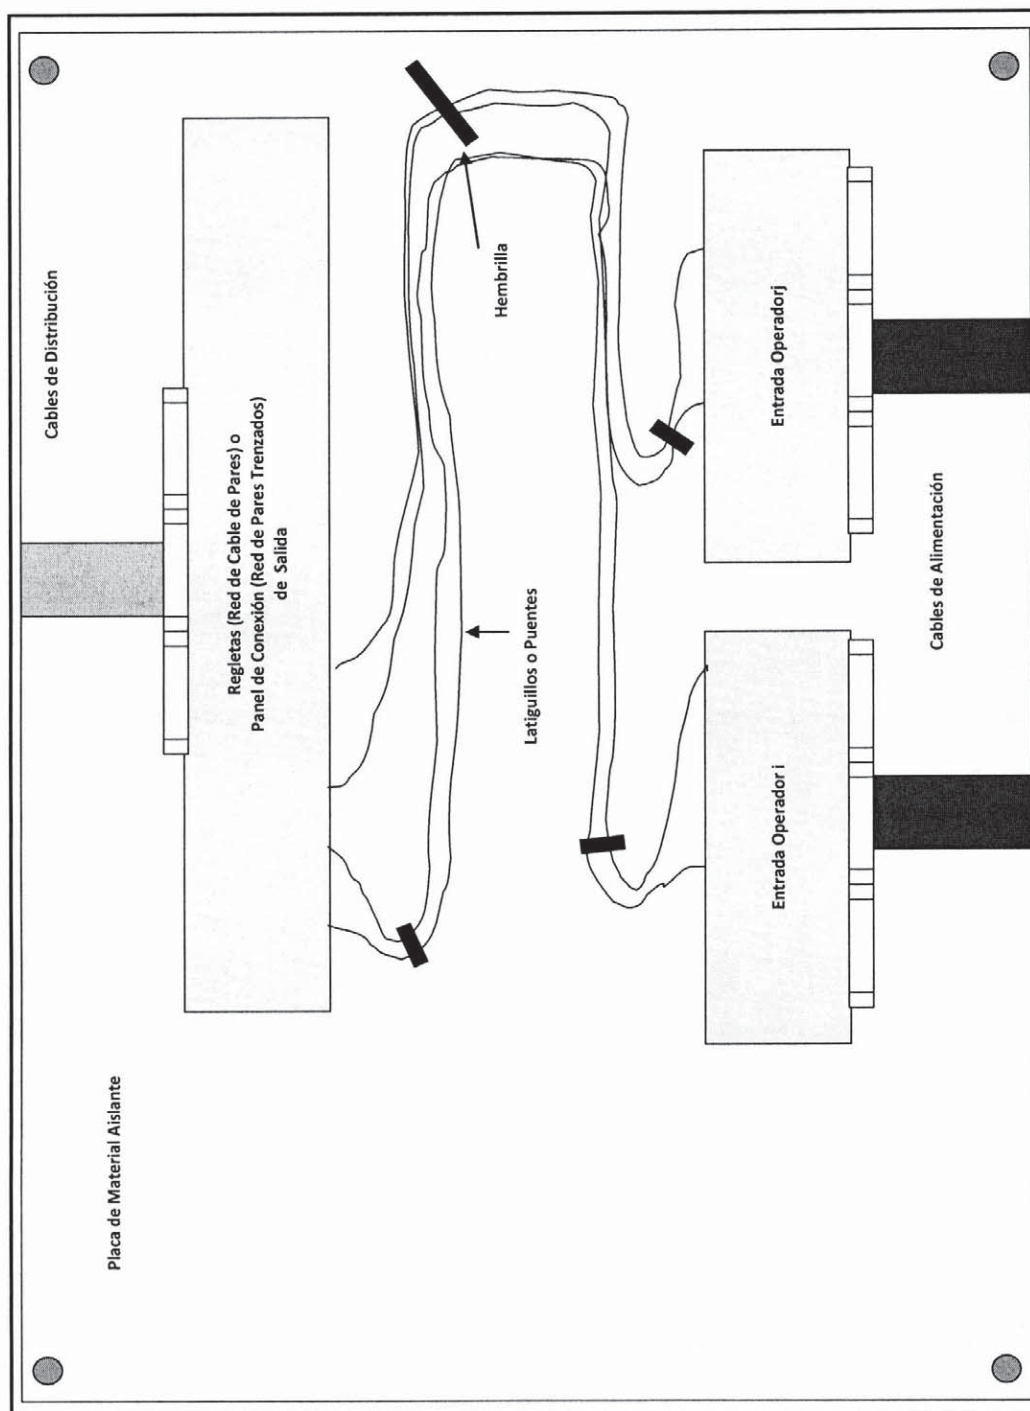 Placa de Material Aislante
Cables de Distribución
Regletas (Red de Cable de Pares) o
Panel de Conexión (Red de Pares Trenzados)
de Salida
Hembrilla
Latiguillos o Puentes
Entrada Operador i
Entrada Operadorj
Cables de Alimentación